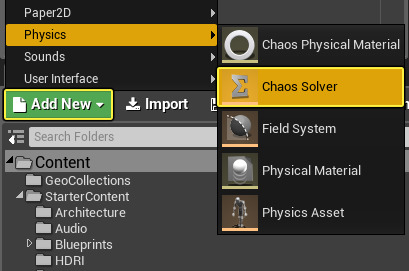 Paper2D
Physics
Sounds
User Interface
Chaos Physical Material
Chaos Solver
Field System
Physical Material
Physics Asset
Add New
Import
Search Folders
Content
GeoCollections
StarterContent
Architecture
Audio
Blueprints
HDRI